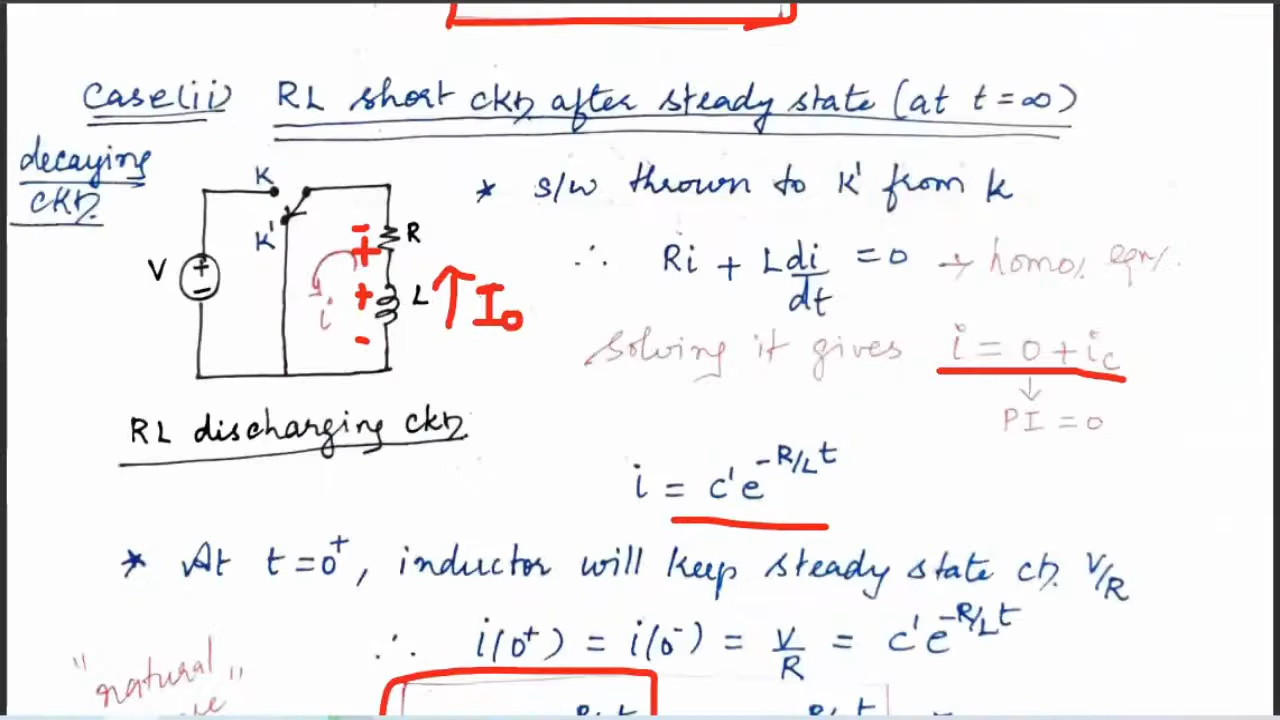 Case(ii) RL short ckt after steady state (at t=∞)
decaying ckt.
K
K'
V
+
−
R
L
i
−
+
+
-
↑ I₀
* s/w thrown to K' from K
∴ Ri + L di/dt = 0 → homo. eqn.
solving it gives i = 0 + ic
↓
PI = 0
RL discharging ckt
i = c'e^-R/L t
* At t=0⁺, inductor will keep steady state ct. V/R
∴ i(0⁺) = i(0⁻) = V/R = c'e^-R/L t
"natural"